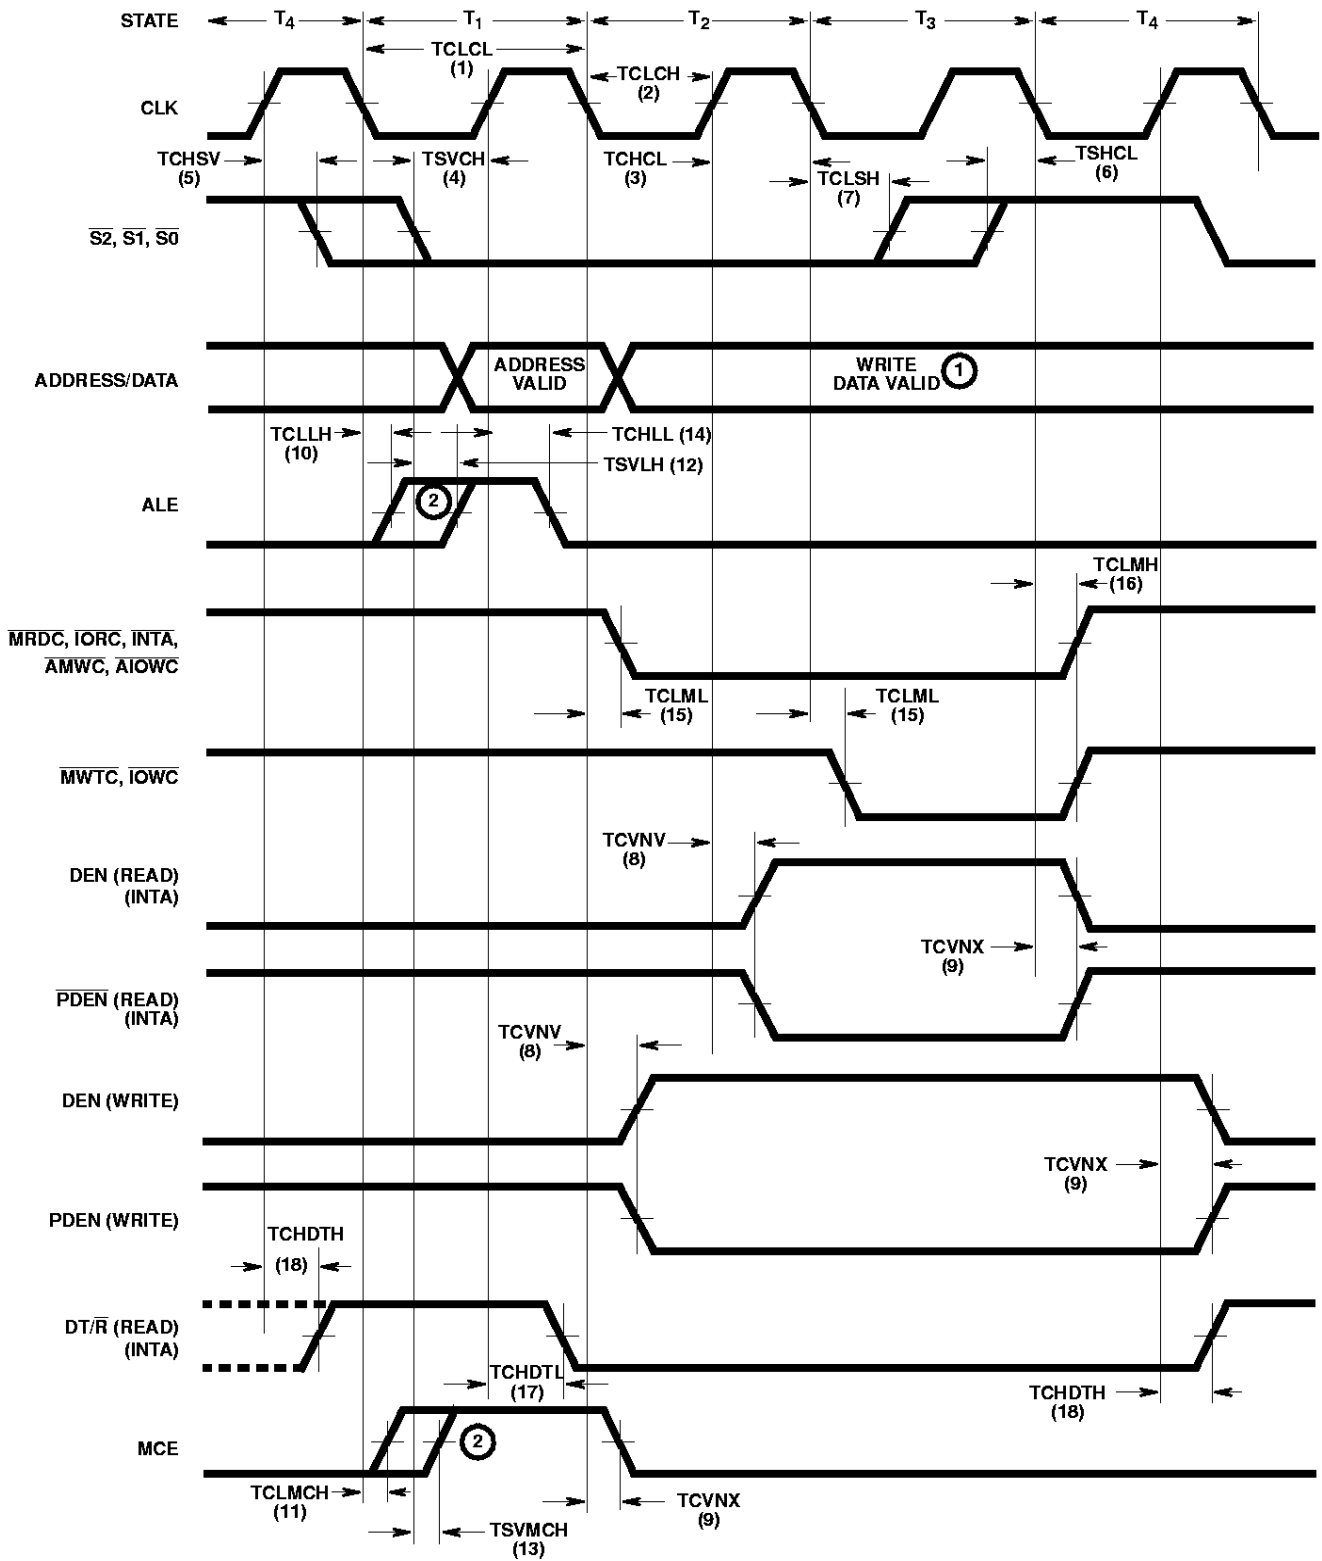 STATE T4 T1 T2 T3 T4
TCLCL
(1)
TCLCH
(2)
CLK
TCHSV
(5)
TSVCH
(4)
TCHCL
(3)
TCLSH
(7)
TSHCL
(6)
S2, S1, S0
ADDRESS/DATA
ADDRESS
VALID
WRITE
DATA VALID 1
TCLLH
(10)
TCHLL (14)
TSVLH (12)
ALE
2
TCLMH
(16)
MRDC, IORC, INTA,
AMWC, AIOWC
TCLML
(15)
TCLML
(15)
MWTC, IOWC
TCVNV
(8)
DEN (READ)
(INTA)
TCVNX
(9)
PDEN (READ)
(INTA)
TCVNV
(8)
DEN (WRITE)
TCVNX
(9)
PDEN (WRITE)
TCHDTH
(18)
DT/R (READ)
(INTA)
TCHDTL
(17)
TCHDTH
(18)
MCE
2
TCLMCH
(11)
TCVNX
(9)
TSVMCH
(13)